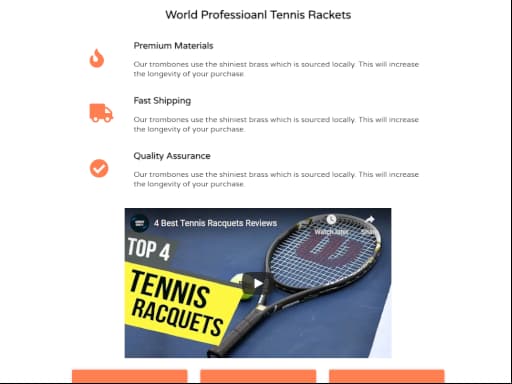 World Professioanl Tennis Rackets
Premium Materials
Our trombones use the shiniest brass which is sourced locally. This will increase
the longevity of your purchase.
Fast Shipping
Our trombones use the shiniest brass which is sourced locally. This will increase
the longevity of your purchase.
Quality Assurance
Our trombones use the shiniest brass which is sourced locally. This will increase
the longevity of your purchase.
4 Best Tennis Racquets Reviews
Watch later
Share
TOP 4
TENNIS
RACQUETS